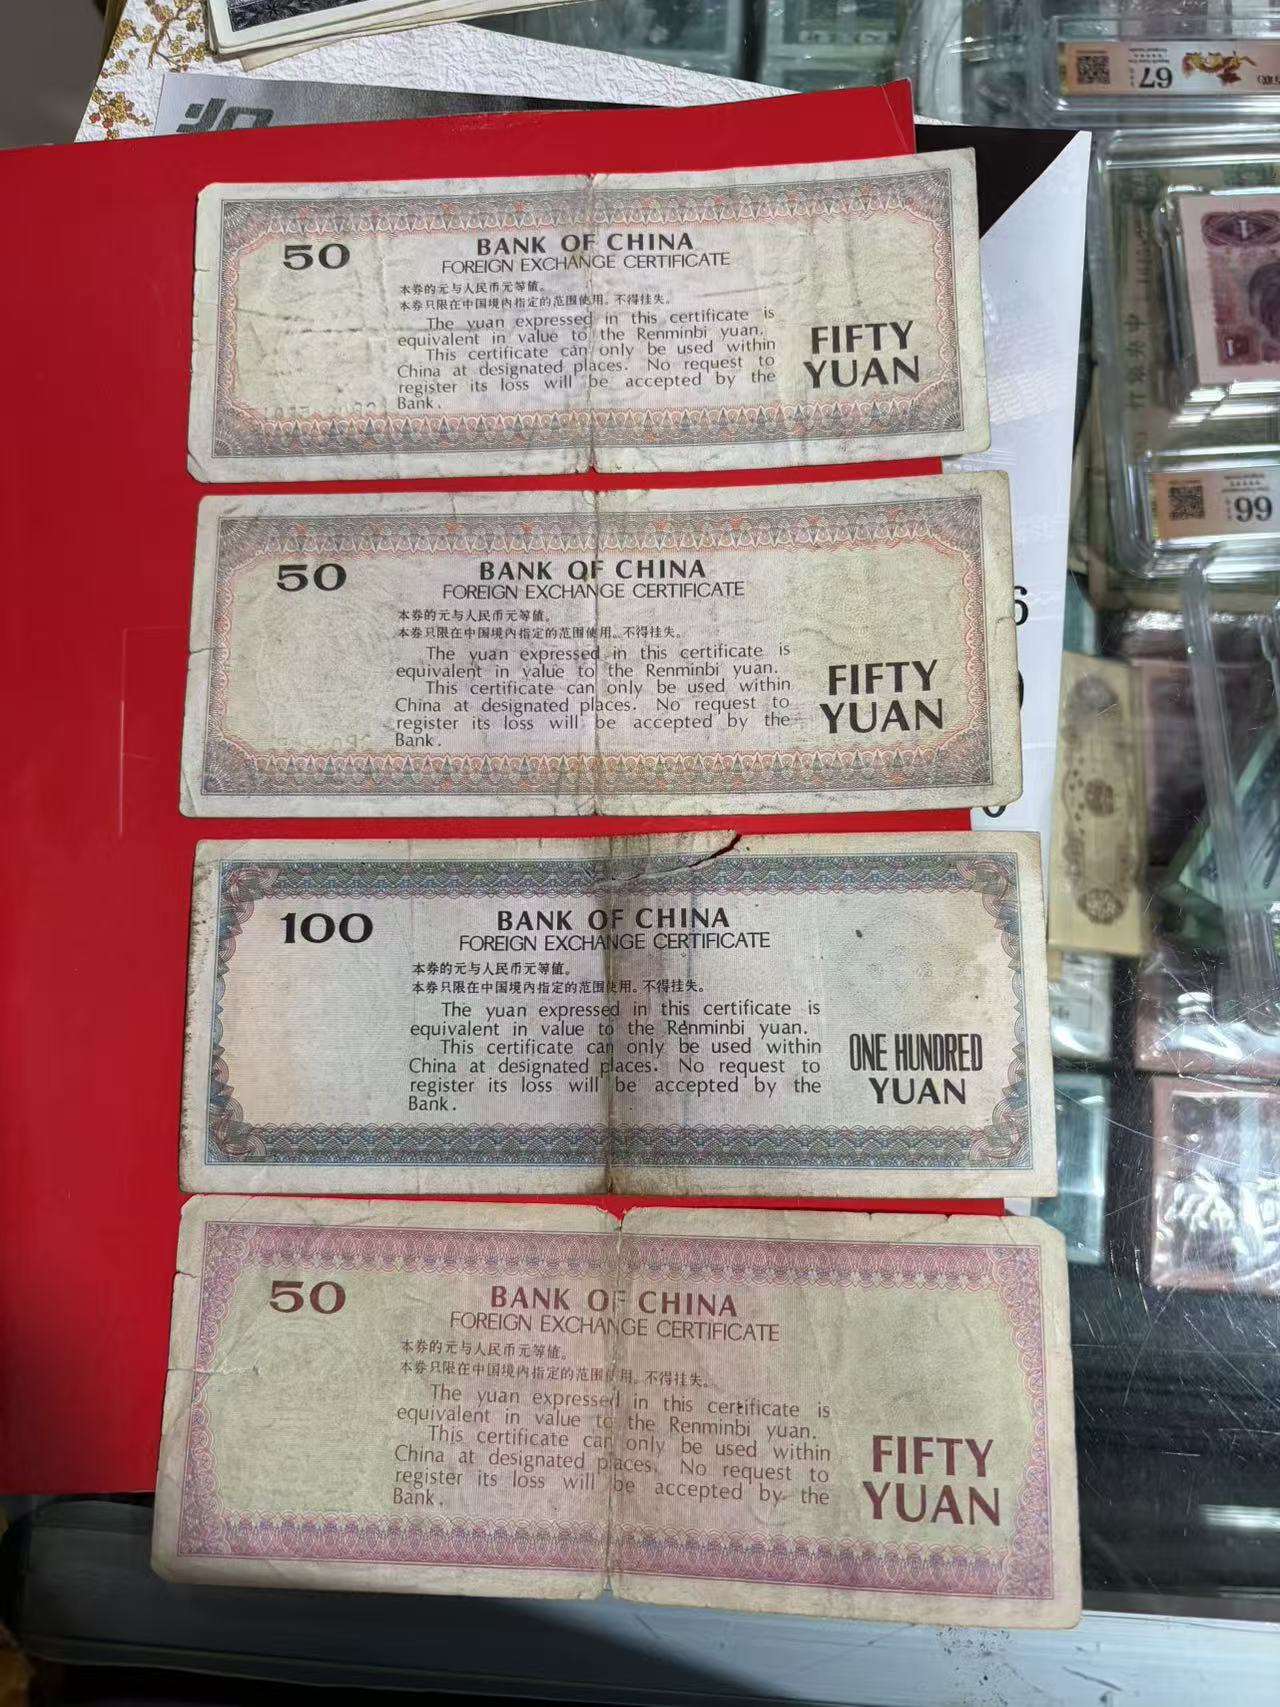 50
BANK OF CHINA
FOREIGN EXCHANGE CERTIFICATE
本券的元与人民币元等值。
本券只限在中国境内指定的范围使用。不得挂失。
The yuan expressed in this certificate is
equivalent in value to the Renminbi yuan.
This certificate can only be used within
China at designated places. No request to
register its loss will be accepted by the
Bank.
FIFTY
YUAN
50
BANK OF CHINA
FOREIGN EXCHANGE CERTIFICATE
本券的元与人民币元等值。
本券只限在中国境内指定的范围使用。不得挂失。
The yuan expressed in this certificate is
equivalent in value to the Renminbi yuan.
This certificate can only be used within
China at designated places. No request to
register its loss will be accepted by the
Bank.
FIFTY
YUAN
100
BANK OF CHINA
FOREIGN EXCHANGE CERTIFICATE
本券的元与人民币元等值。
本券只限在中国境内指定的范围使用。不得挂失。
The yuan expressed in this certificate is
equivalent in value to the Renminbi yuan.
This certificate can only be used within
China at designated places. No request to
register its loss will be accepted by the
Bank.
ONE HUNDRED
YUAN
50
BANK OF CHINA
FOREIGN EXCHANGE CERTIFICATE
本券的元与人民币元等值。
本券只限在中国境内指定的范围使用。不得挂失。
The yuan expressed in this certificate is
equivalent in value to the Renminbi yuan.
This certificate can only be used within
China at designated places. No request to
register its loss will be accepted by the
Bank.
FIFTY
YUAN
67
66
6